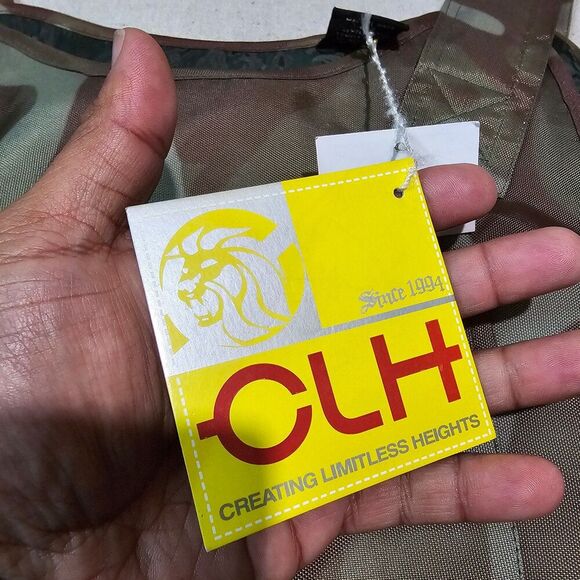 Since 1994
CLH
CREATING LIMITLESS HEIGHTS